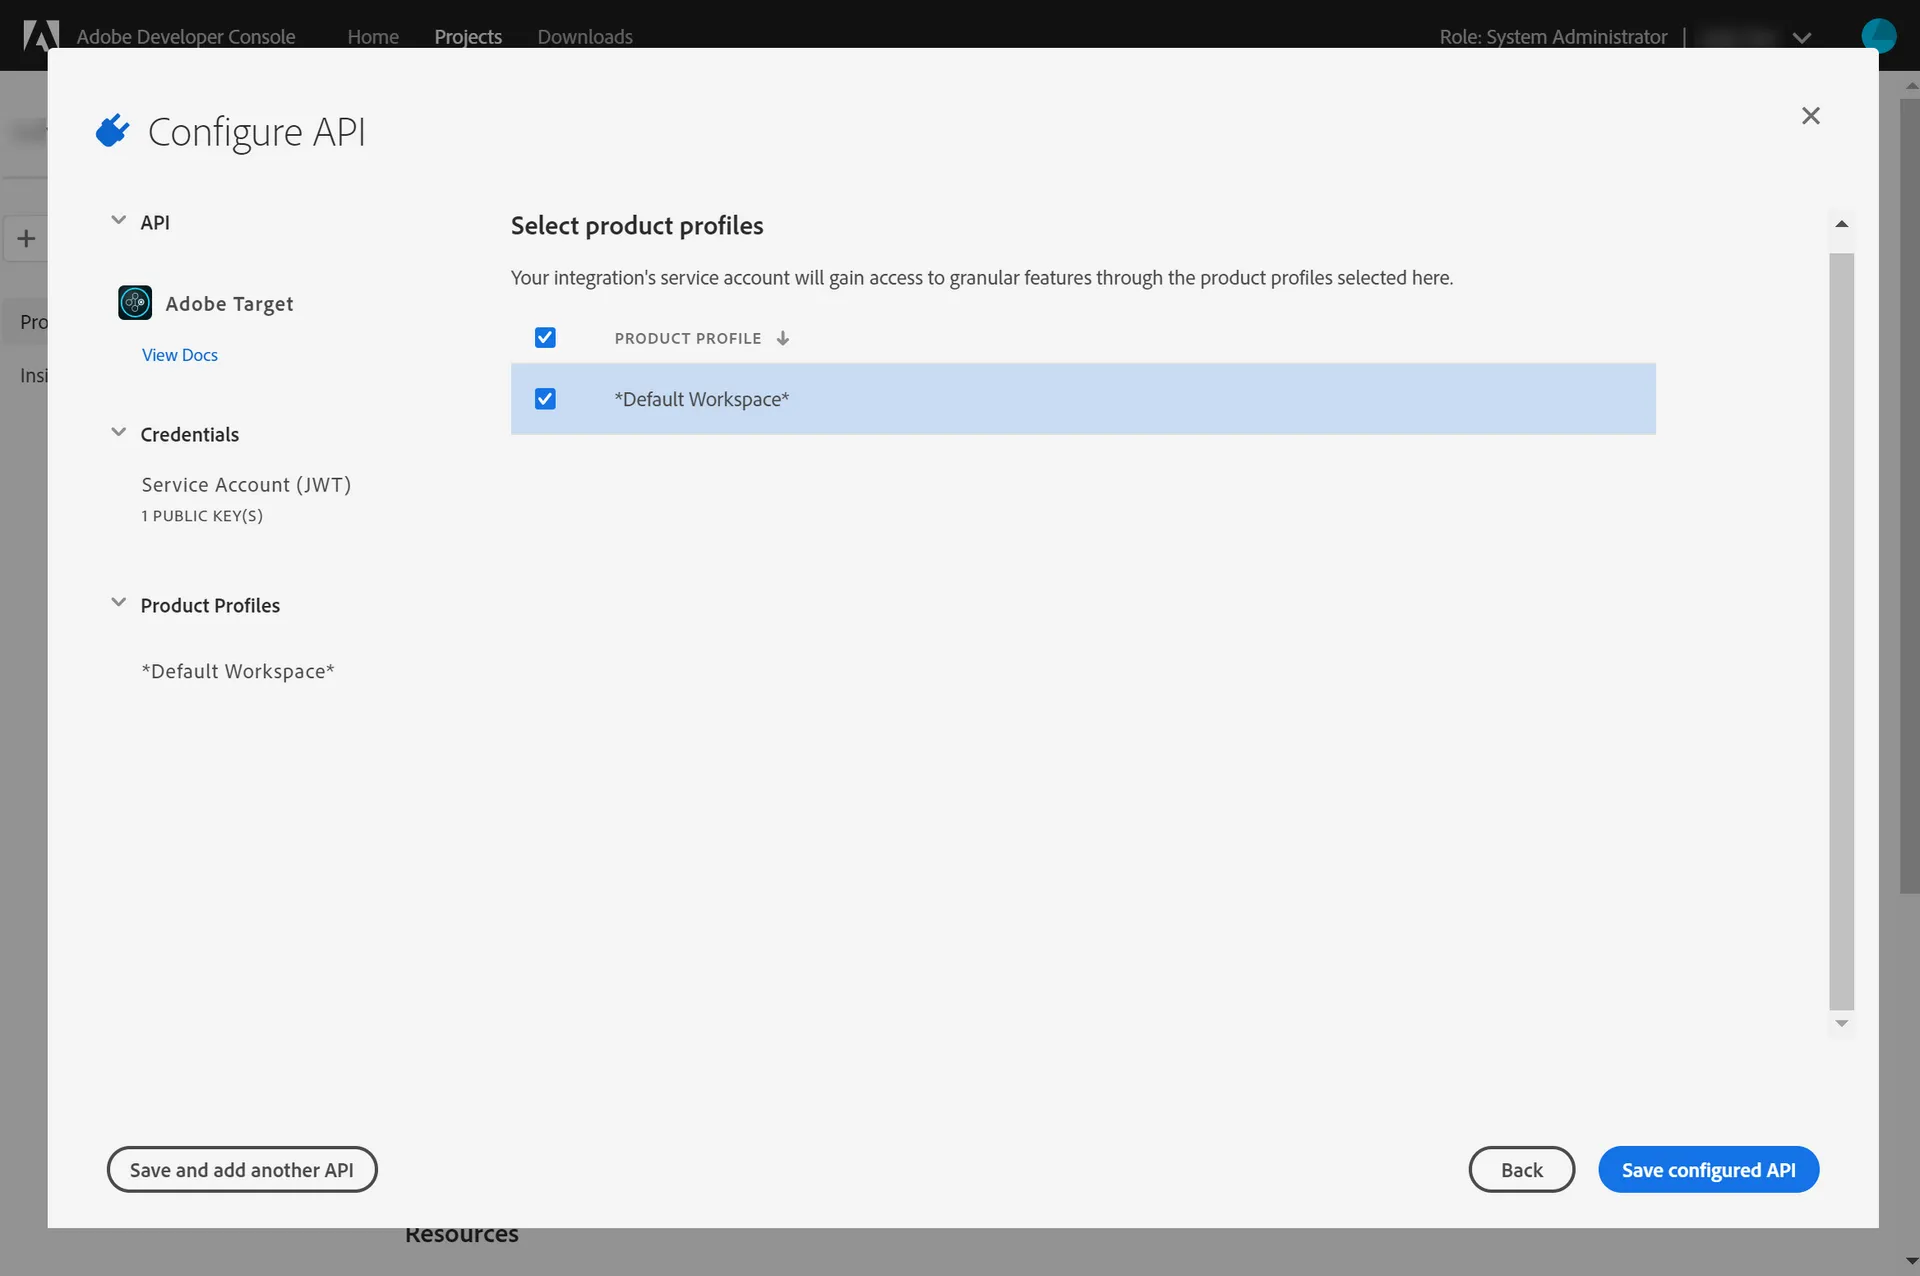 Adobe Developer Console
Home
Projects
Downloads
Role: System Administrator
Configure API
API
Adobe Target
View Docs
Credentials
Service Account (JWT)
1 PUBLIC KEY(S)
Product Profiles
*Default Workspace*
Select product profiles
Your integration's service account will gain access to granular features through the product profiles selected here.
PRODUCT PROFILE
*Default Workspace*
Pro
Insi
Save and add another API
Back
Save configured API
Resources